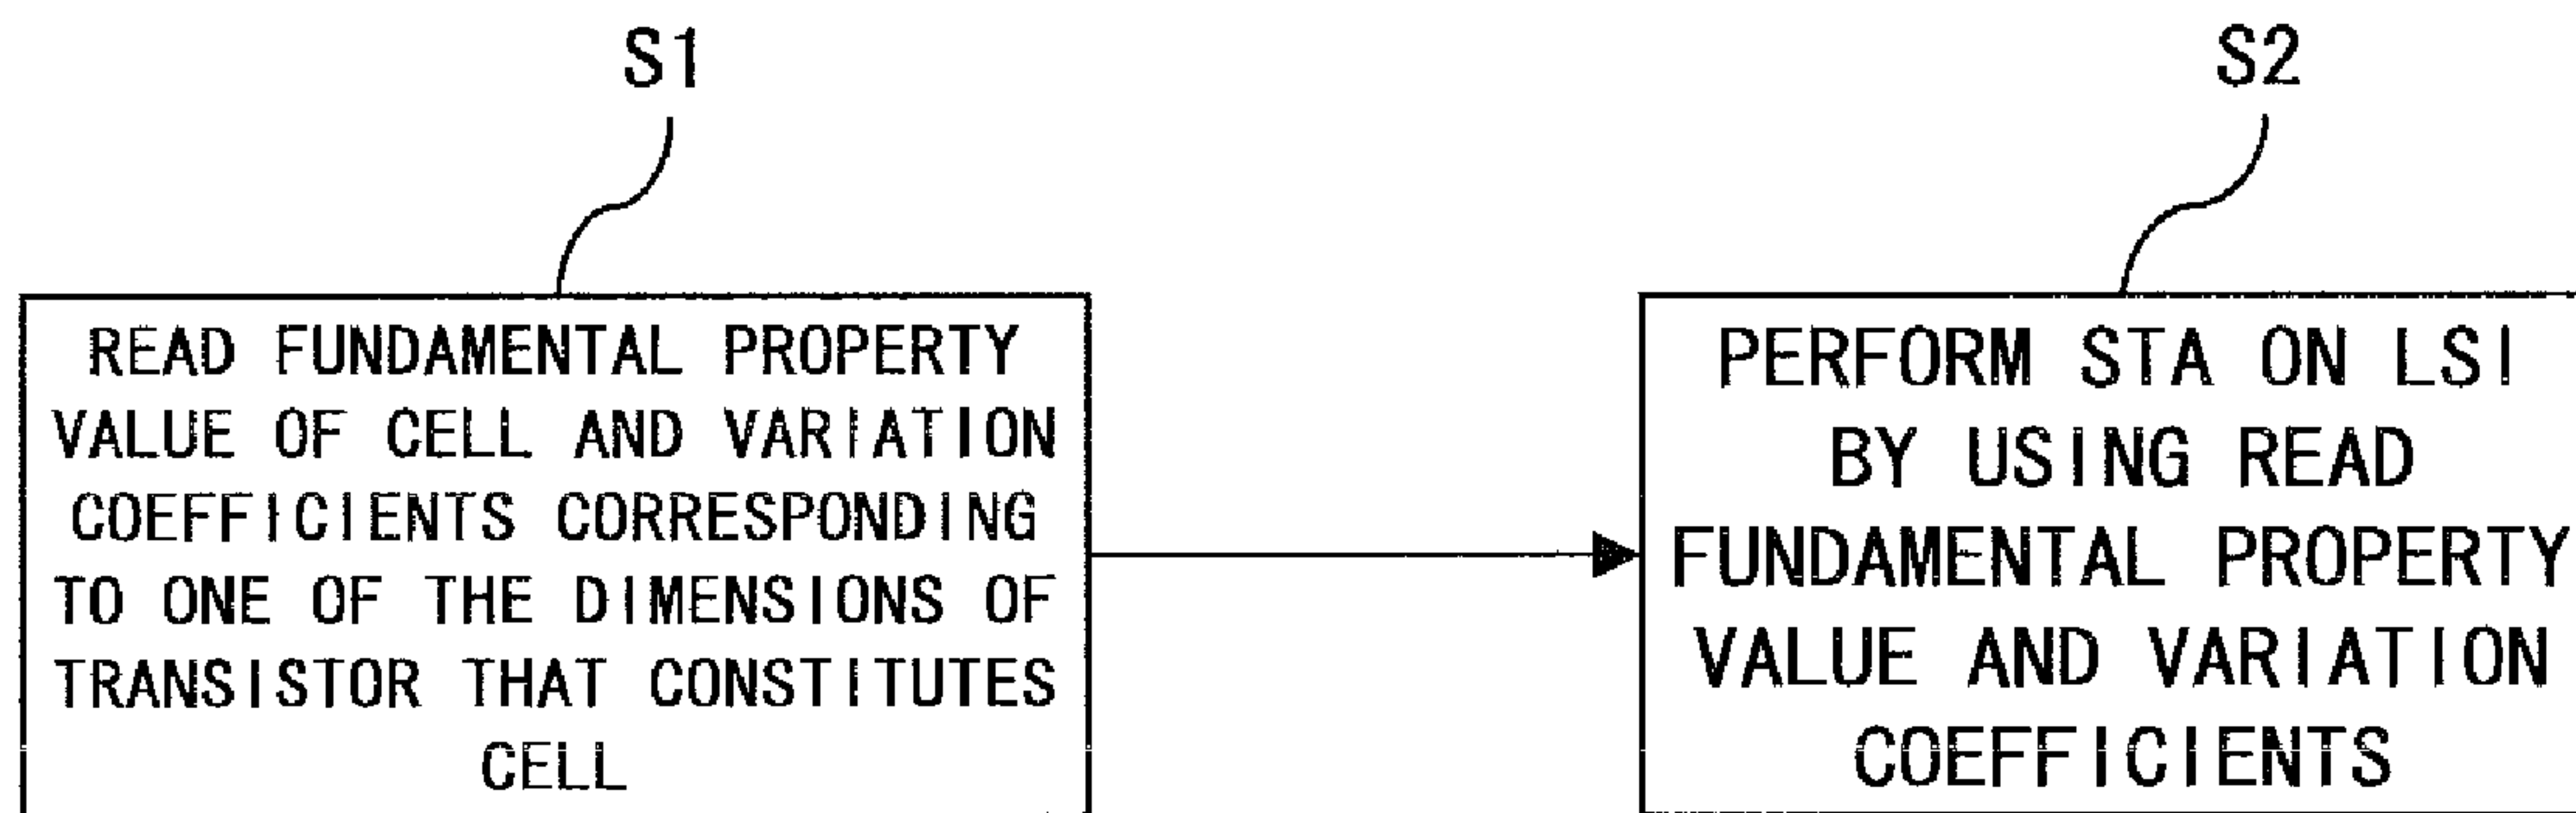 S1
READ FUNDAMENTAL PROPERTY
VALUE OF CELL AND VARIATION
COEFFICIENTS CORRESPONDING
TO ONE OF THE DIMENSIONS OF
TRANSISTOR THAT CONSTITUTES
CELL
S2
PERFORM STA ON LSI
BY USING READ
FUNDAMENTAL PROPERTY
VALUE AND VARIATION
COEFFICIENTS